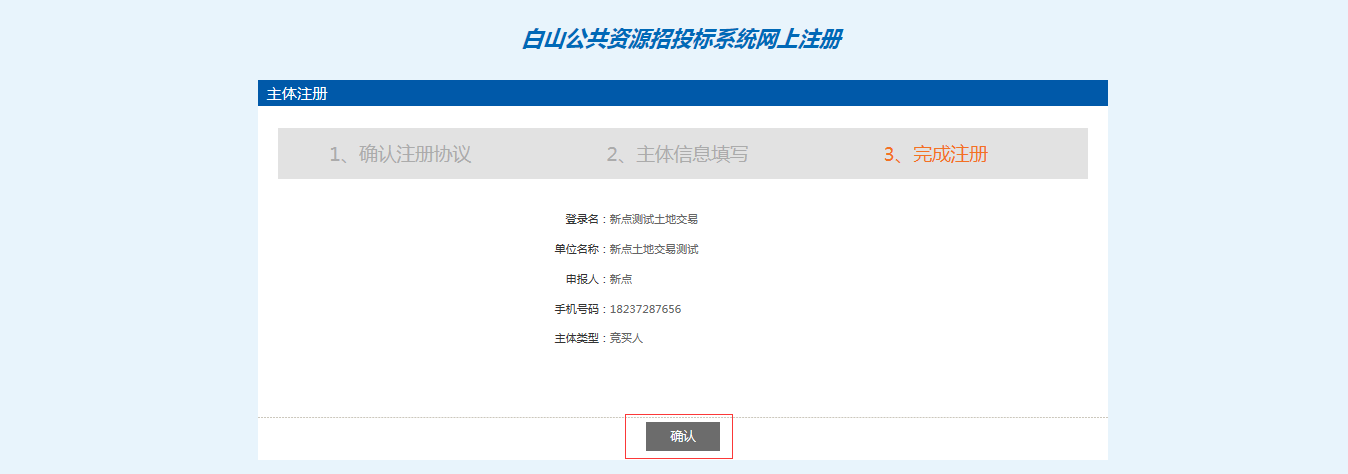 白山公共资源招投标系统网上注册
主体注册
1、确认注册协议 2、主体信息填写 3、完成注册
登录名：新点测试土地交易
单位名称：新点土地交易测试
申报人：新点
手机号码：18237287656
主体类型：竞买人
确认